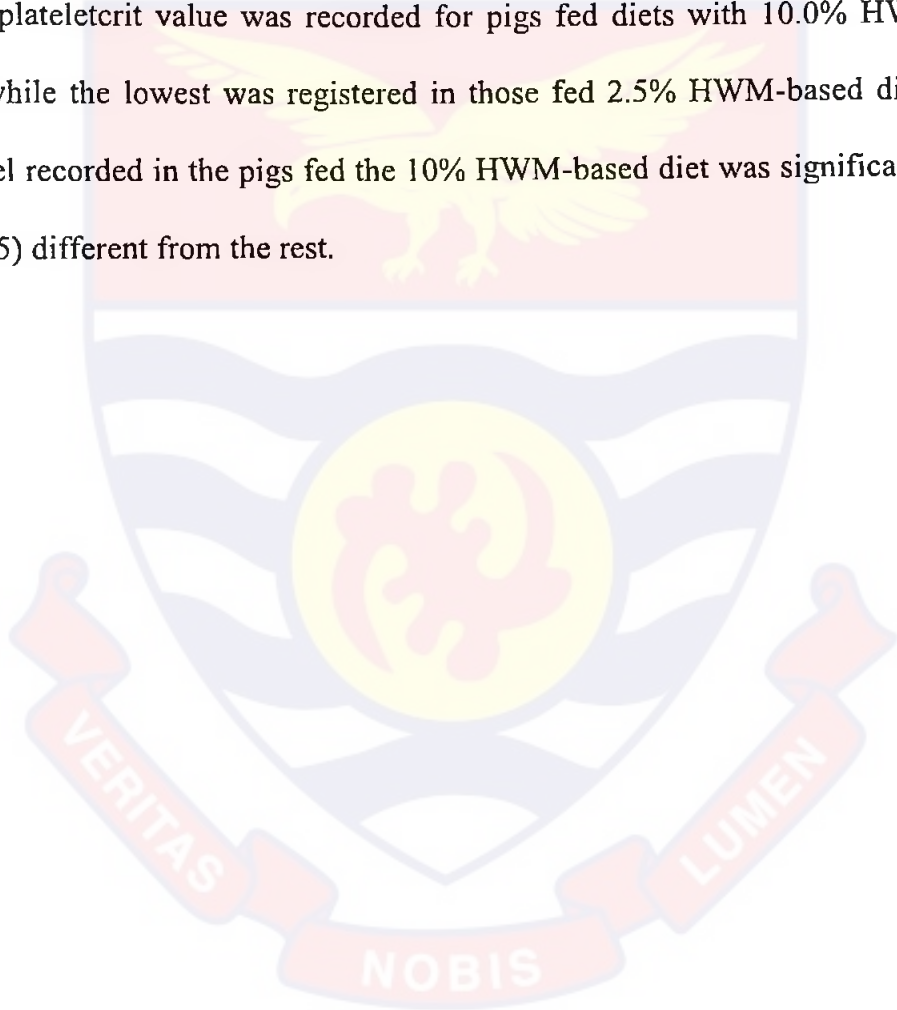 plateletcrit value was recorded for pigs fed diets with 10.0% HW
while the lowest was registered in those fed 2.5% HWM-based di
el recorded in the pigs fed the 10% HWM-based diet was significa
5) different from the rest.
VERITAS
NOBIS
LUMEN